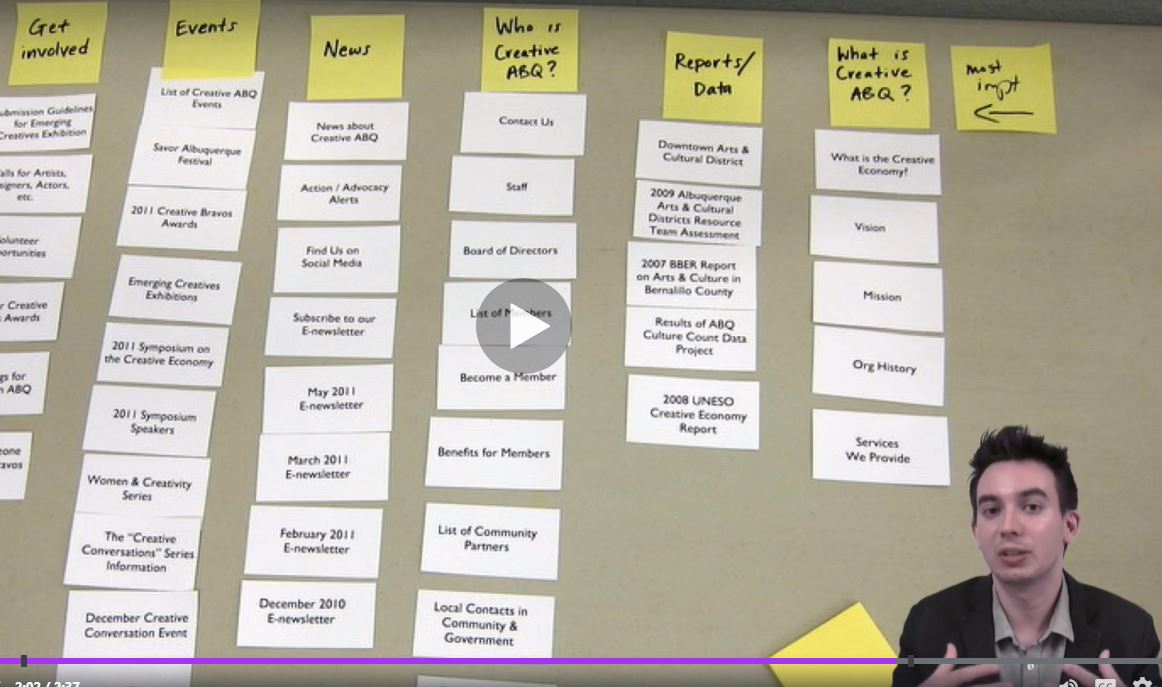 Get
involved
ubmission Guidelines
for Emerging
Creatives Exhibition
alls for Artists,
signers, Actors,
etc.
olunteer
ortunities
r Creative
Awards
gs for
ABQ
eone
ravos
Events
List of Creative ABQ
Events
Savor Albuquerque
Festival
2011 Creative Bravos
Awards
Emerging Creatives
Exhibitions
2011 Symposium on
the Creative Economy
2011 Symposium
Speakers
Women & Creativity
Series
The "Creative
Conversations" Series
Information
December Creative
Conversation Event
News
News about
Creative ABQ
Action / Advocacy
Alerts
Find Us on
Social Media
Subscribe to our
E-newsletter
May 2011
E-newsletter
March 2011
E-newsletter
February 2011
E-newsletter
December 2010
E-newsletter
Who is
Creative
ABQ?
Contact Us
Staff
Board of Directors
List of Members
Become a Member
Benefits for Members
List of Community
Partners
Local Contacts in
Community &
Government
Reports/
Data
Downtown Arts &
Cultural District
2009 Albuquerque
Arts & Cultural
Districts Resource
Team Assessment
2007 BBER Report
on Arts & Culture in
Bernalillo County
Results of ABQ
Culture Count Data
Project
2008 UNESO
Creative Economy
Report
What is
Creative
ABQ?
What is the Creative
Economy?
Vision
Mission
Org History
Services
We Provide
Most
impt
CC